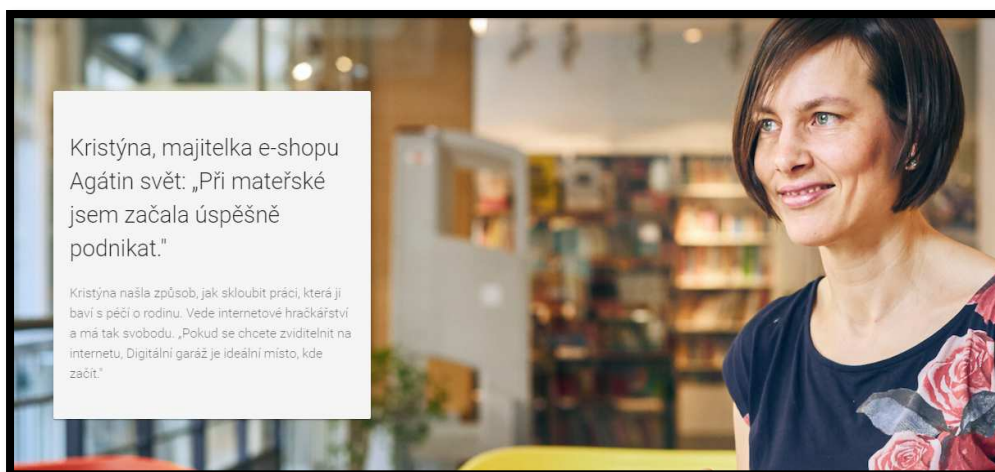 Kristýna, majitelka e-shopu
Agátin svět: „Při mateřské
jsem začala úspěšně
podnikat."
Kristýna našla způsob, jak skloubit práci, která ji
baví s péčí o rodinu. Vede internetové hračkářství
a má tak svobodu. „Pokud se chcete zviditelnit na
internetu, Digitální garáž je ideální místo, kde
začít."